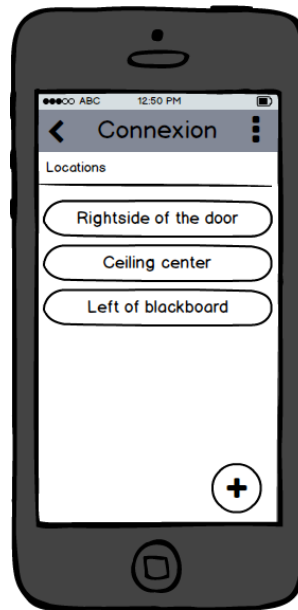 ABC 12:50 PM
Connexion
Locations
Rightside of the door
Ceiling center
Left of blackboard
+